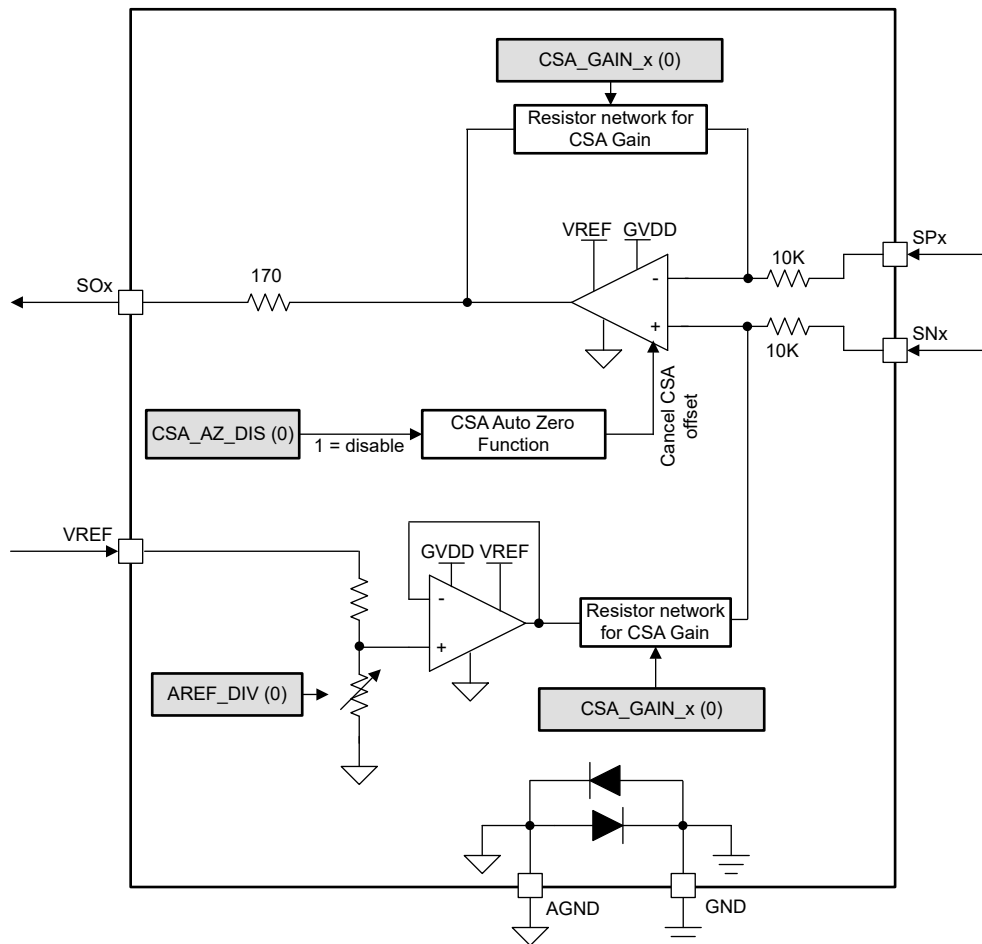 CSA_GAIN_x (0)
Resistor network for
CSA Gain
VREF
GVDD
SPx
10K
-
170
SOx
+
SNx
10K
Cancel CSA
offset
CSA_AZ_DIS (0)
1 = disable
CSA Auto Zero
Function
VREF
GVDD
VREF
-
Resistor network
for CSA Gain
+
AREF_DIV (0)
CSA_GAIN_x (0)
AGND
GND